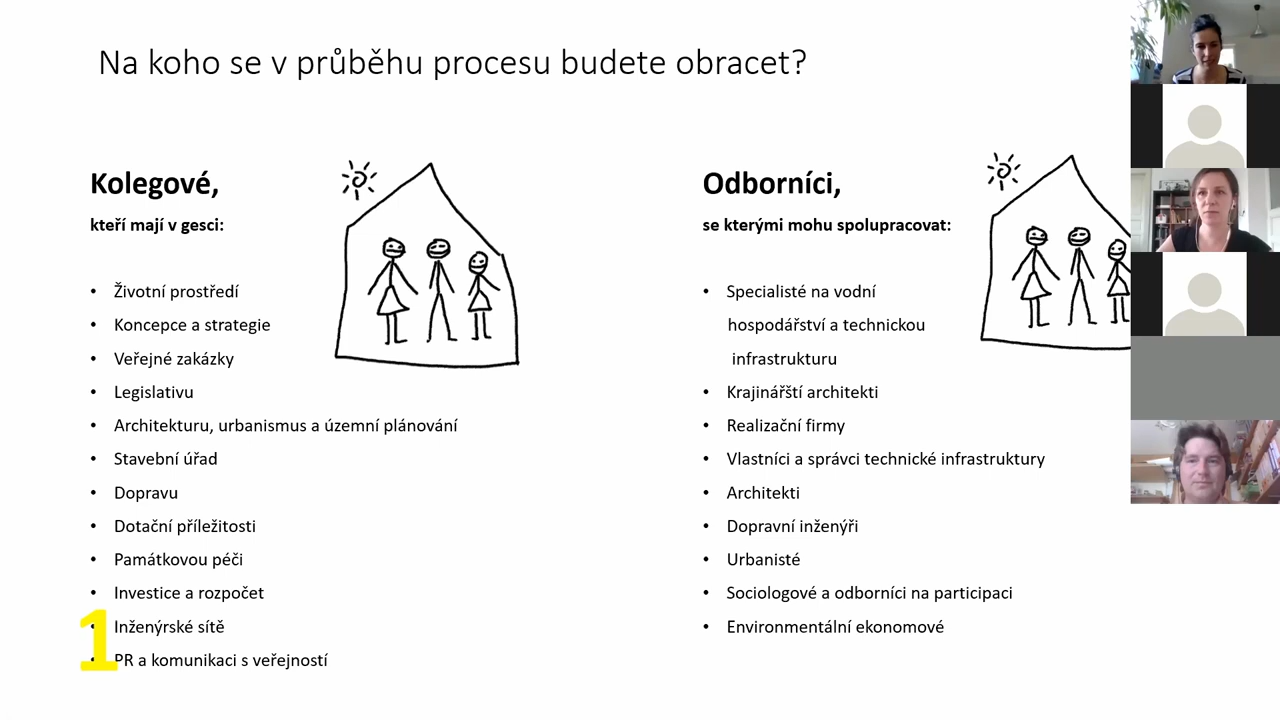 Na koho se v průběhu procesu budete obracet?
Kolegové,
kteří mají v gesci:
• Životní prostředí
• Koncepce a strategie
• Veřejné zakázky
• Legislativu
• Architekturu, urbanismus a územní plánování
• Stavební úřad
• Dopravu
• Dotační příležitosti
• Památkovou péči
• Investice a rozpočet
• Inženýrské sítě
• PR a komunikaci s veřejností
1
Odborníci,
se kterými mohu spolupracovat:
• Specialisté na vodní
hospodářství a technickou
infrastrukturu
• Krajinářští architekti
• Realizační firmy
• Vlastníci a správci technické infrastruktury
• Architekti
• Dopravní inženýři
• Urbanisté
• Sociologové a odborníci na participaci
• Environmentální ekonomové